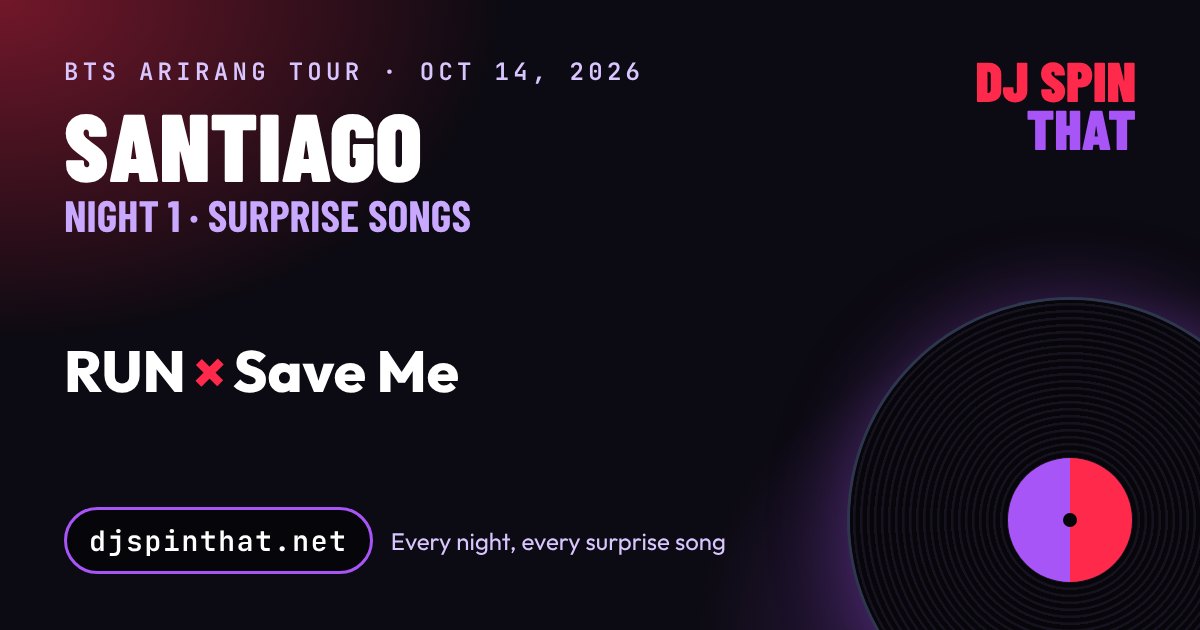 BTS ARIRANG TOUR · OCT 14, 2026
DJ SPIN
THAT
SANTIAGO
NIGHT 1 · SURPRISE SONGS
RUN × Save Me
djspinthat.net
Every night, every surprise song